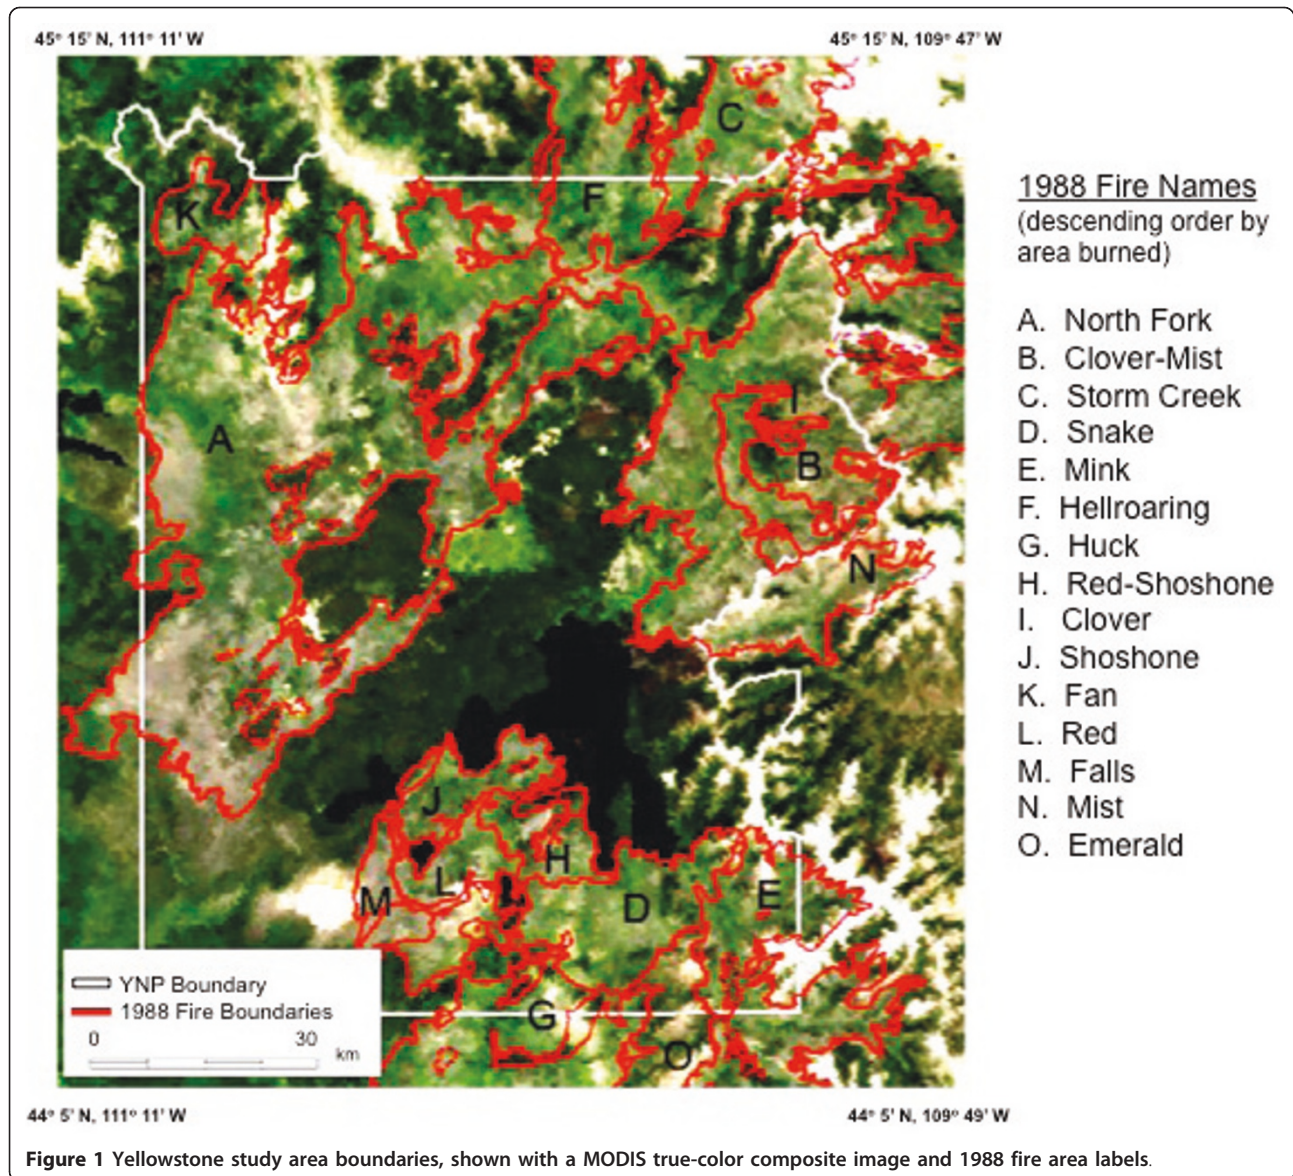 45° 15' N, 111° 11' W
45° 15' N, 109° 47' W
C
F
K
A
I
B
N
J
H
L
M
D
E
G
O
YNP Boundary
1988 Fire Boundaries
0 30
km
1988 Fire Names
(descending order by
area burned)
A. North Fork
B. Clover-Mist
C. Storm Creek
D. Snake
E. Mink
F. Hellroaring
G. Huck
H. Red-Shoshone
I. Clover
J. Shoshone
K. Fan
L. Red
M. Falls
N. Mist
O. Emerald
44° 5' N, 111° 11' W
44° 5' N, 109° 49' W
Figure 1 Yellowstone study area boundaries, shown with a MODIS true-color composite image and 1988 fire area labels.